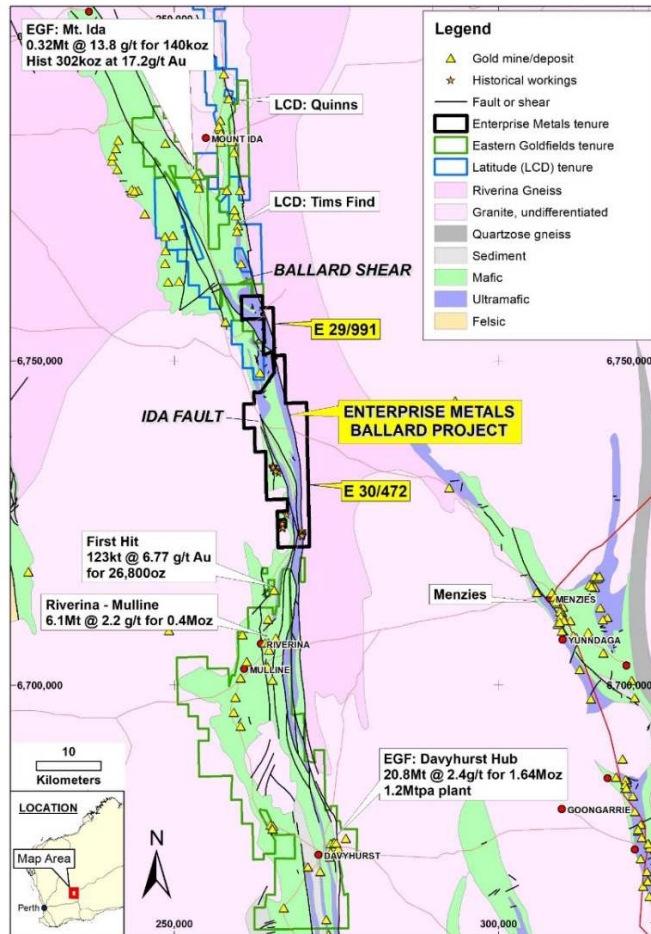 250,000
EGF: Mt. Ida
0.32Mt @ 13.8 g/t for 140koz
Hist 302koz at 17.2g/t Au
LCD: Quinns
MOUNT IDA
LCD: Tims Find
BALLARD SHEAR
E 29/991
6,750,000
6,750,000
IDA FAULT
ENTERPRISE METALS
BALLARD PROJECT
E 30/472
First Hit
123kt @ 6.77 g/t Au
for 26,800oz
Menzies
MENZIES
Riverina - Mulline
6.1Mt @ 2.2 g/t for 0.4Moz
YUNNDAGA
RIVERINA
MULLINE
6,700,000
6,700,000
10
Kilometers
EGF: Davyhurst Hub
20.8Mt @ 2.4g/t for 1.64Moz
1.2Mtpa plant
GOONGARRIE
DAVYHURST
LOCATION
Map Area
Perth
N
250,000
300,000
Legend
Gold mine/deposit
Historical workings
Fault or shear
Enterprise Metals tenure
Eastern Goldfields tenure
Latitude (LCD) tenure
Riverina Gneiss
Granite, undifferentiated
Quartzose gneiss
Sediment
Mafic
Ultramafic
Felsic